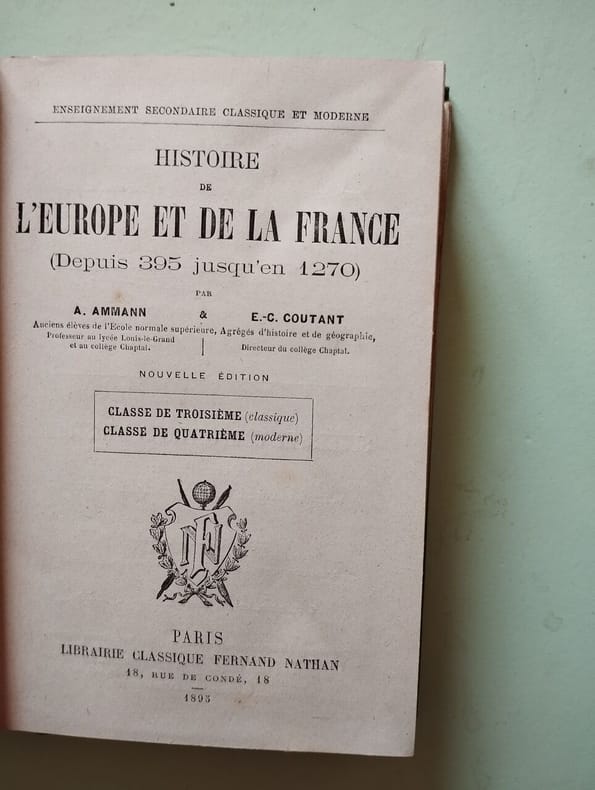 ENSEIGNEMENT SECONDAIRE CLASSIQUE ET MODERNE
HISTOIRE
DE
L'EUROPE ET DE LA FRANCE
(Depuis 395 jusqu'en 1270)
PAR
A. AMMANN & E.-C. COUTANT
Anciens élèves de l'Ecole normale supérieure, Agrégés d'histoire et de géographie,
Professeur au lycée Louis-le-Grand
et au collège Chaptal.
Directeur du collège Chaptal.
NOUVELLE ÉDITION
CLASSE DE TROISIÈME (classique)
CLASSE DE QUATRIÈME (moderne)
FN
PARIS
LIBRAIRIE CLASSIQUE FERNAND NATHAN
18, RUE DE CONDÉ, 18
1895